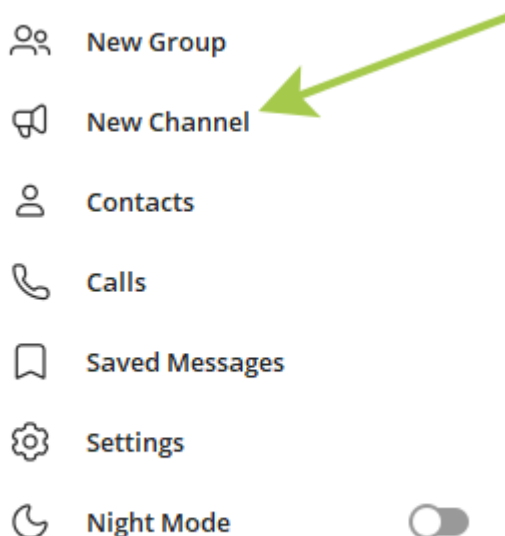 New Group
New Channel
Contacts
Calls
Saved Messages
Settings
Night Mode